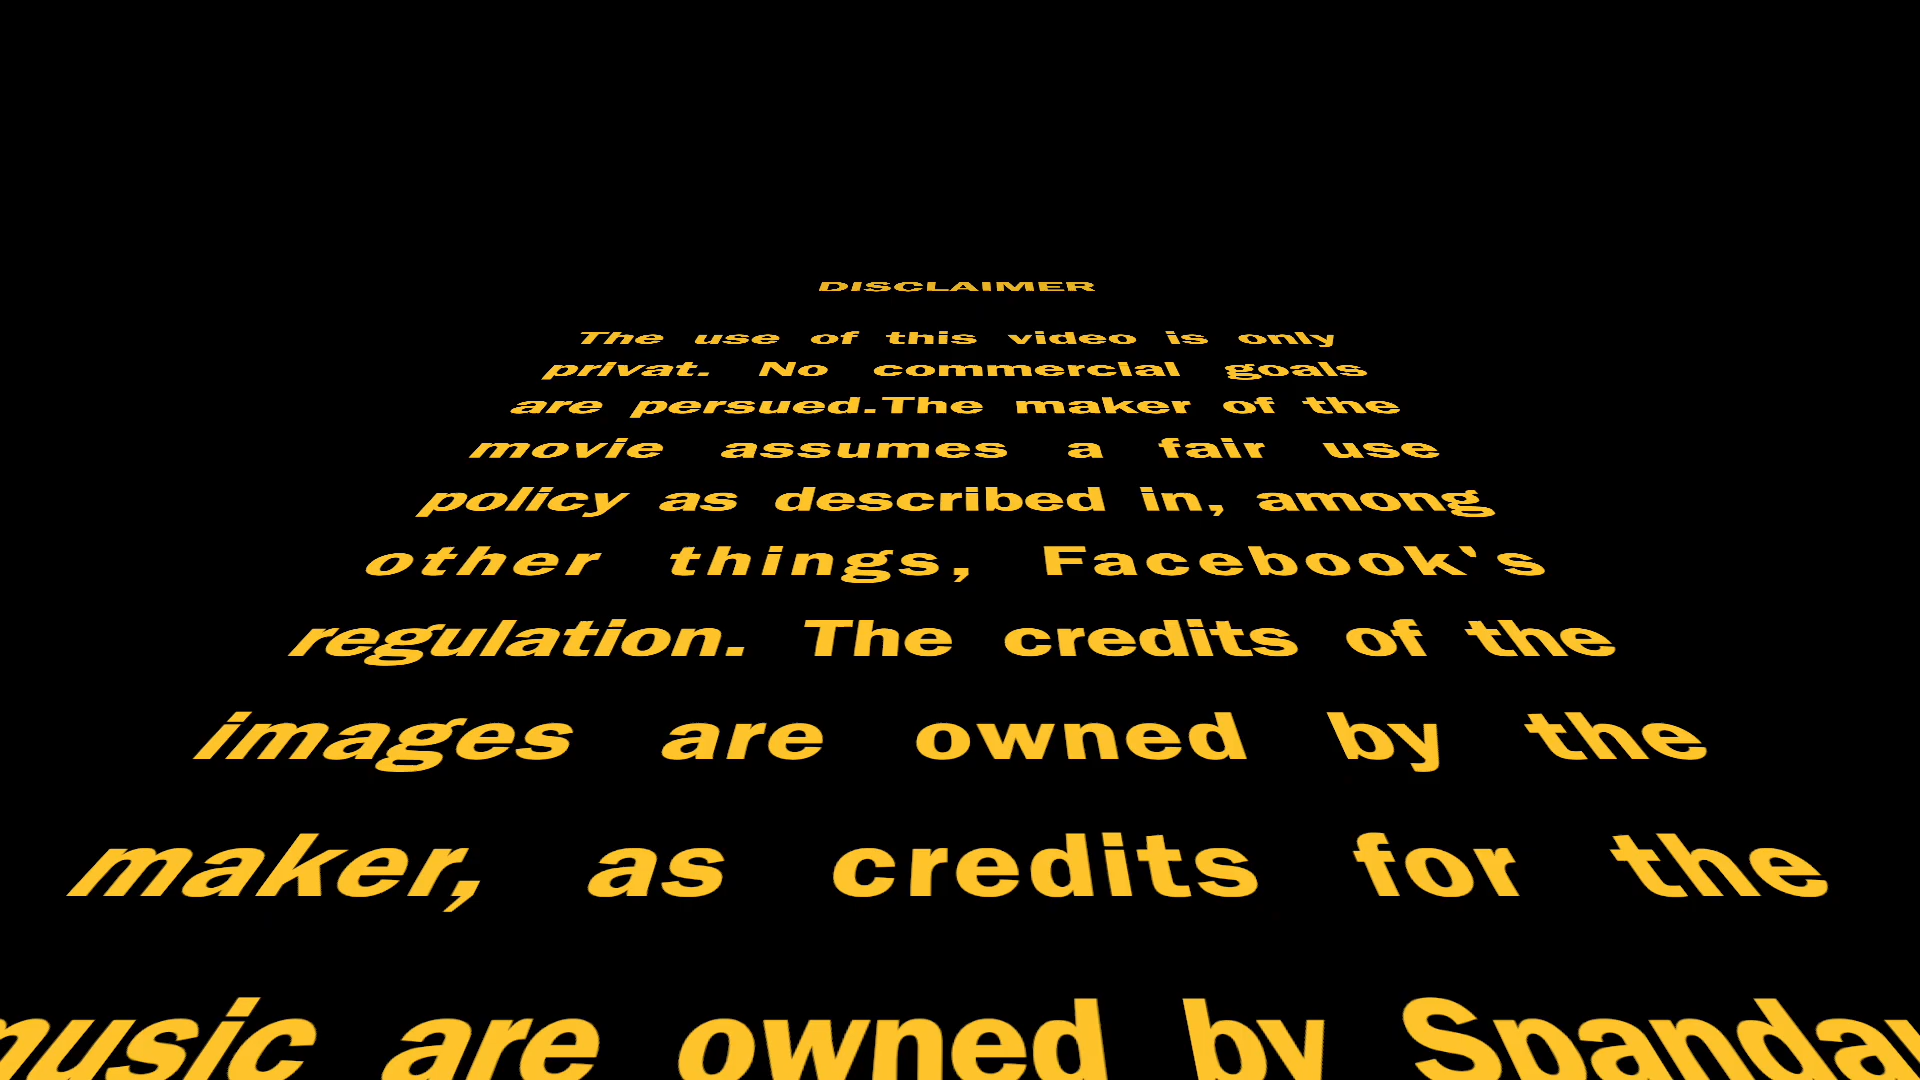 DISCLAIMER
The use of this video is only
privat. No commercial goals
are persued.The maker of the
movie assumes a fair use
policy as described in, among
other things, Facebook's
regulation. The credits of the
images are owned by the
maker, as credits for the
music are owned by Spandau